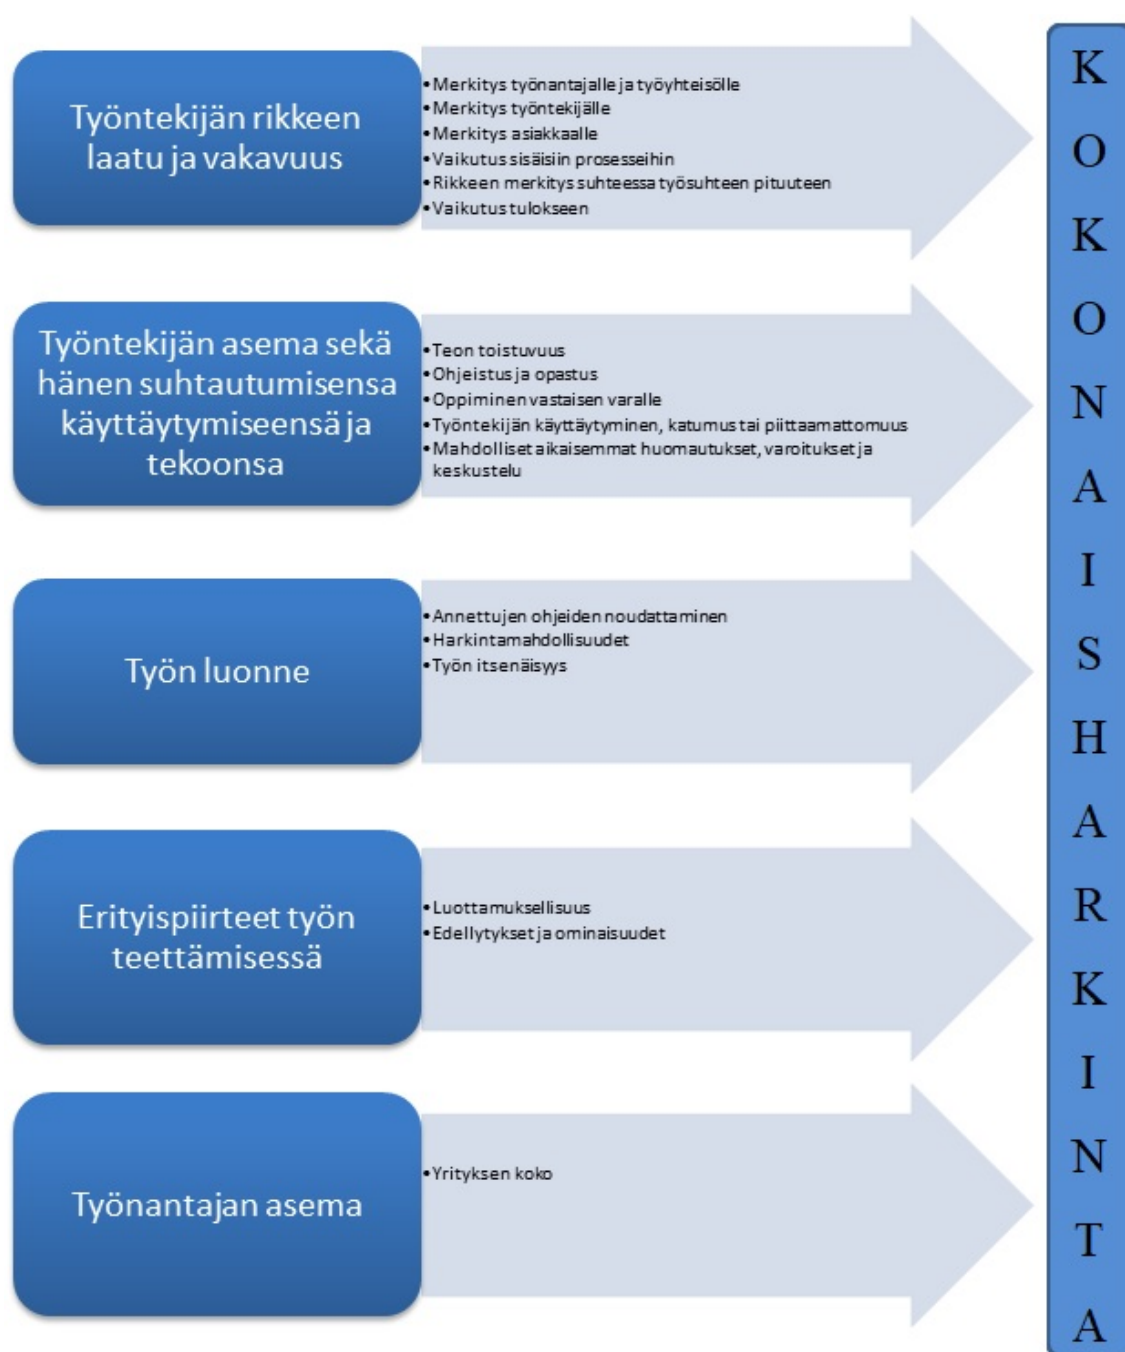 Työntekijän rikkeen
laatu ja vakavuus
• Merkitys työnantajalle ja työyhteisölle
• Merkitys työntekijälle
• Merkitys asiakkaalle
• Vaikutus sisäisiin prosesseihin
• Rikkeen merkitys suhteessa työsuhteen pituuteen
• Vaikutus tulokseen
Työntekijän asema sekä
hänen suhtautumisensa
käyttäytymiseensä ja
tekoonsa
• Teon toistuvuus
• Ohjeistus ja opastus
• Oppiminen vastaisen varalle
• Työntekijän käyttäytyminen, katumus tai piittaamattomuus
• Mahdolliset aikaisemmat huomautukset, varoitukset ja
keskustelu
Työn luonne
• Annettujen ohjeiden noudattaminen
• Harkintamahdollisuudet
• Työn itsenäisyys
Erityispiirteet työn
teettämisessä
• Luottamuksellisuus
• Edellytykset ja ominaisuudet
Työnantajan asema
• Yrityksen koko
KOKONAISHARKINTA